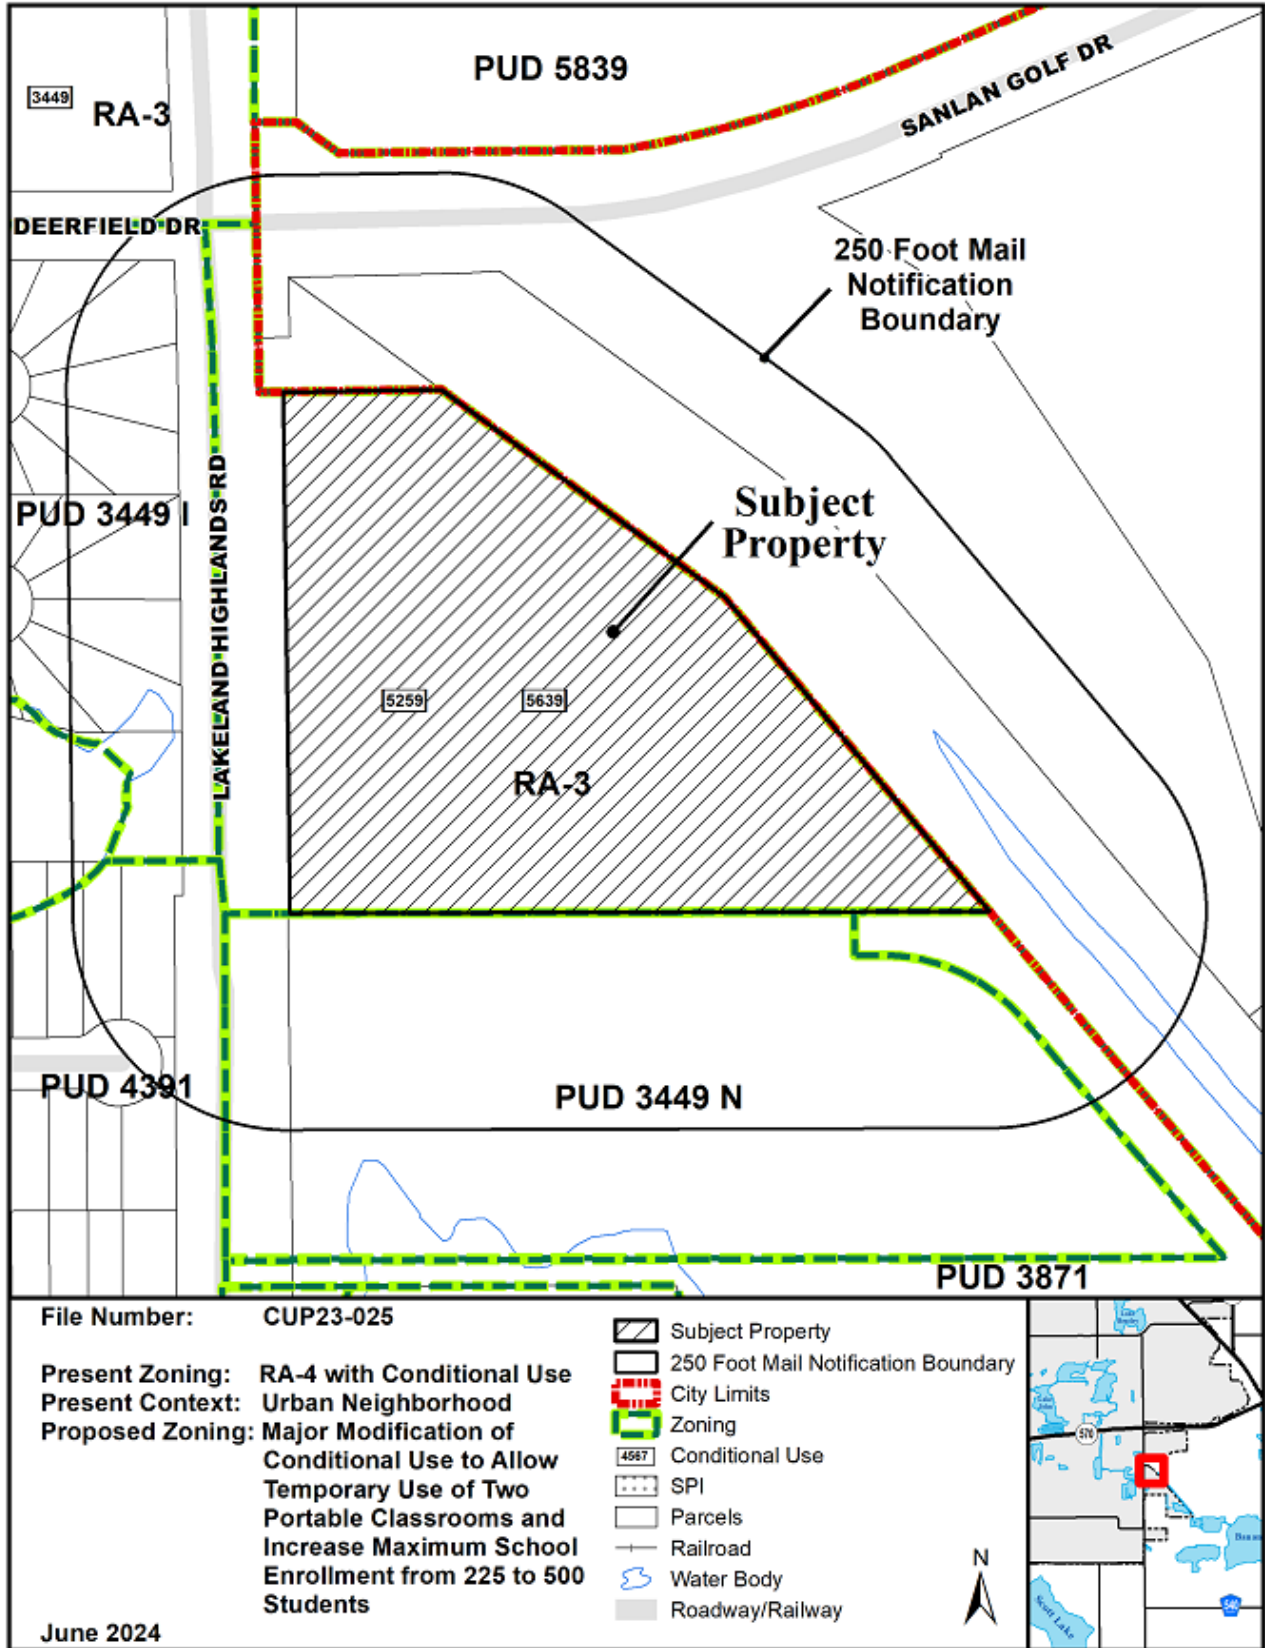 PUD 5839
SANLAN GOLF DR
3449
RA-3
DEERFIELD DR
250 Foot Mail
Notification
Boundary
LAKELAND HIGHLANDS RD
PUD 3449 I
Subject
Property
5259
5639
RA-3
PUD 4391
PUD 3449 N
PUD 3871
File Number: CUP23-025
Present Zoning: RA-4 with Conditional Use
Present Context: Urban Neighborhood
Proposed Zoning: Major Modification of
Conditional Use to Allow
Temporary Use of Two
Portable Classrooms and
Increase Maximum School
Enrollment from 225 to 500
Students
June 2024
Subject Property
250 Foot Mail Notification Boundary
City Limits
Zoning
4567 Conditional Use
SPI
Parcels
Railroad
Water Body
Roadway/Railway
N
570
540
Scott Lake